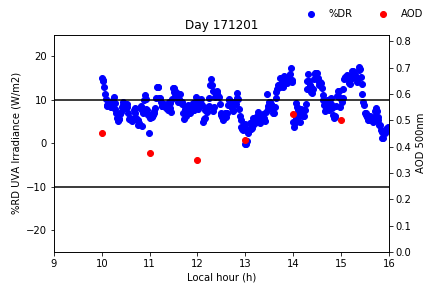 %DR AOD
Day 171201
20
10
0
−10
−20
0.8
0.7
0.6
0.5
0.4
0.3
0.2
0.1
0.0
%RD UVA Irradiance (W/m2)
AOD 500nm
9 10 11 12 13 14 15 16
Local hour (h)